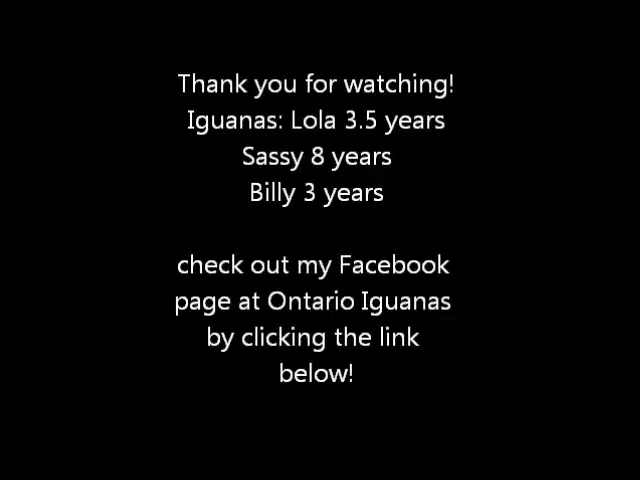 Thank you for watching!
Iguanas: Lola 3.5 years
Sassy 8 years
Billy 3 years
check out my Facebook
page at Ontario Iguanas
by clicking the link
below!